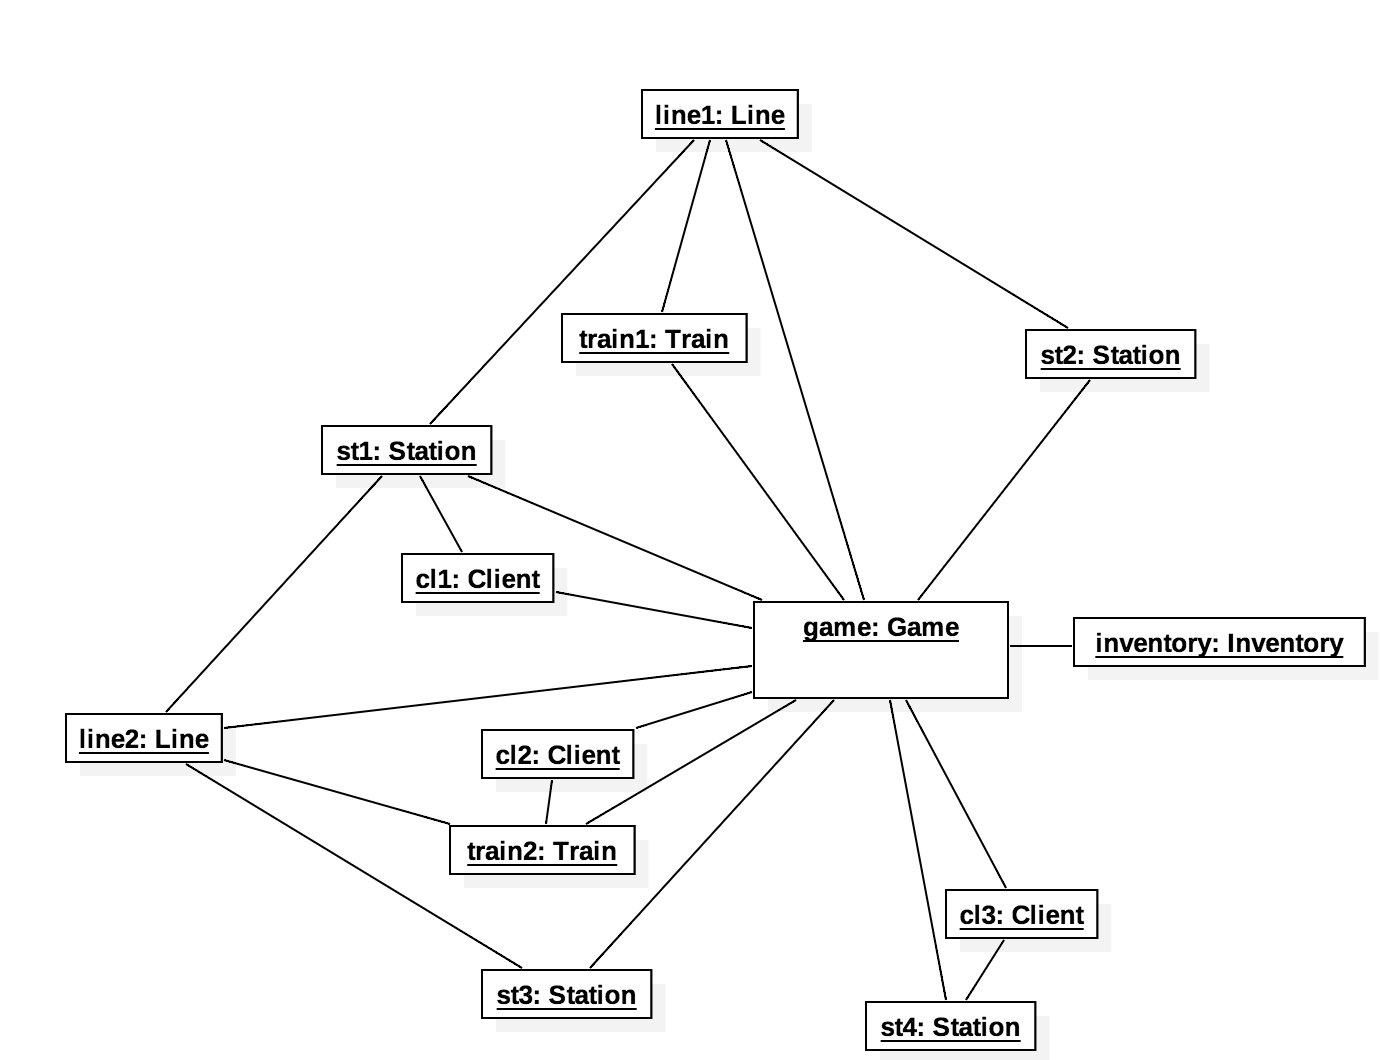 line1: Line
train1: Train
st2: Station
st1: Station
cl1: Client
game: Game
inventory: Inventory
line2: Line
cl2: Client
train2: Train
cl3: Client
st3: Station
st4: Station